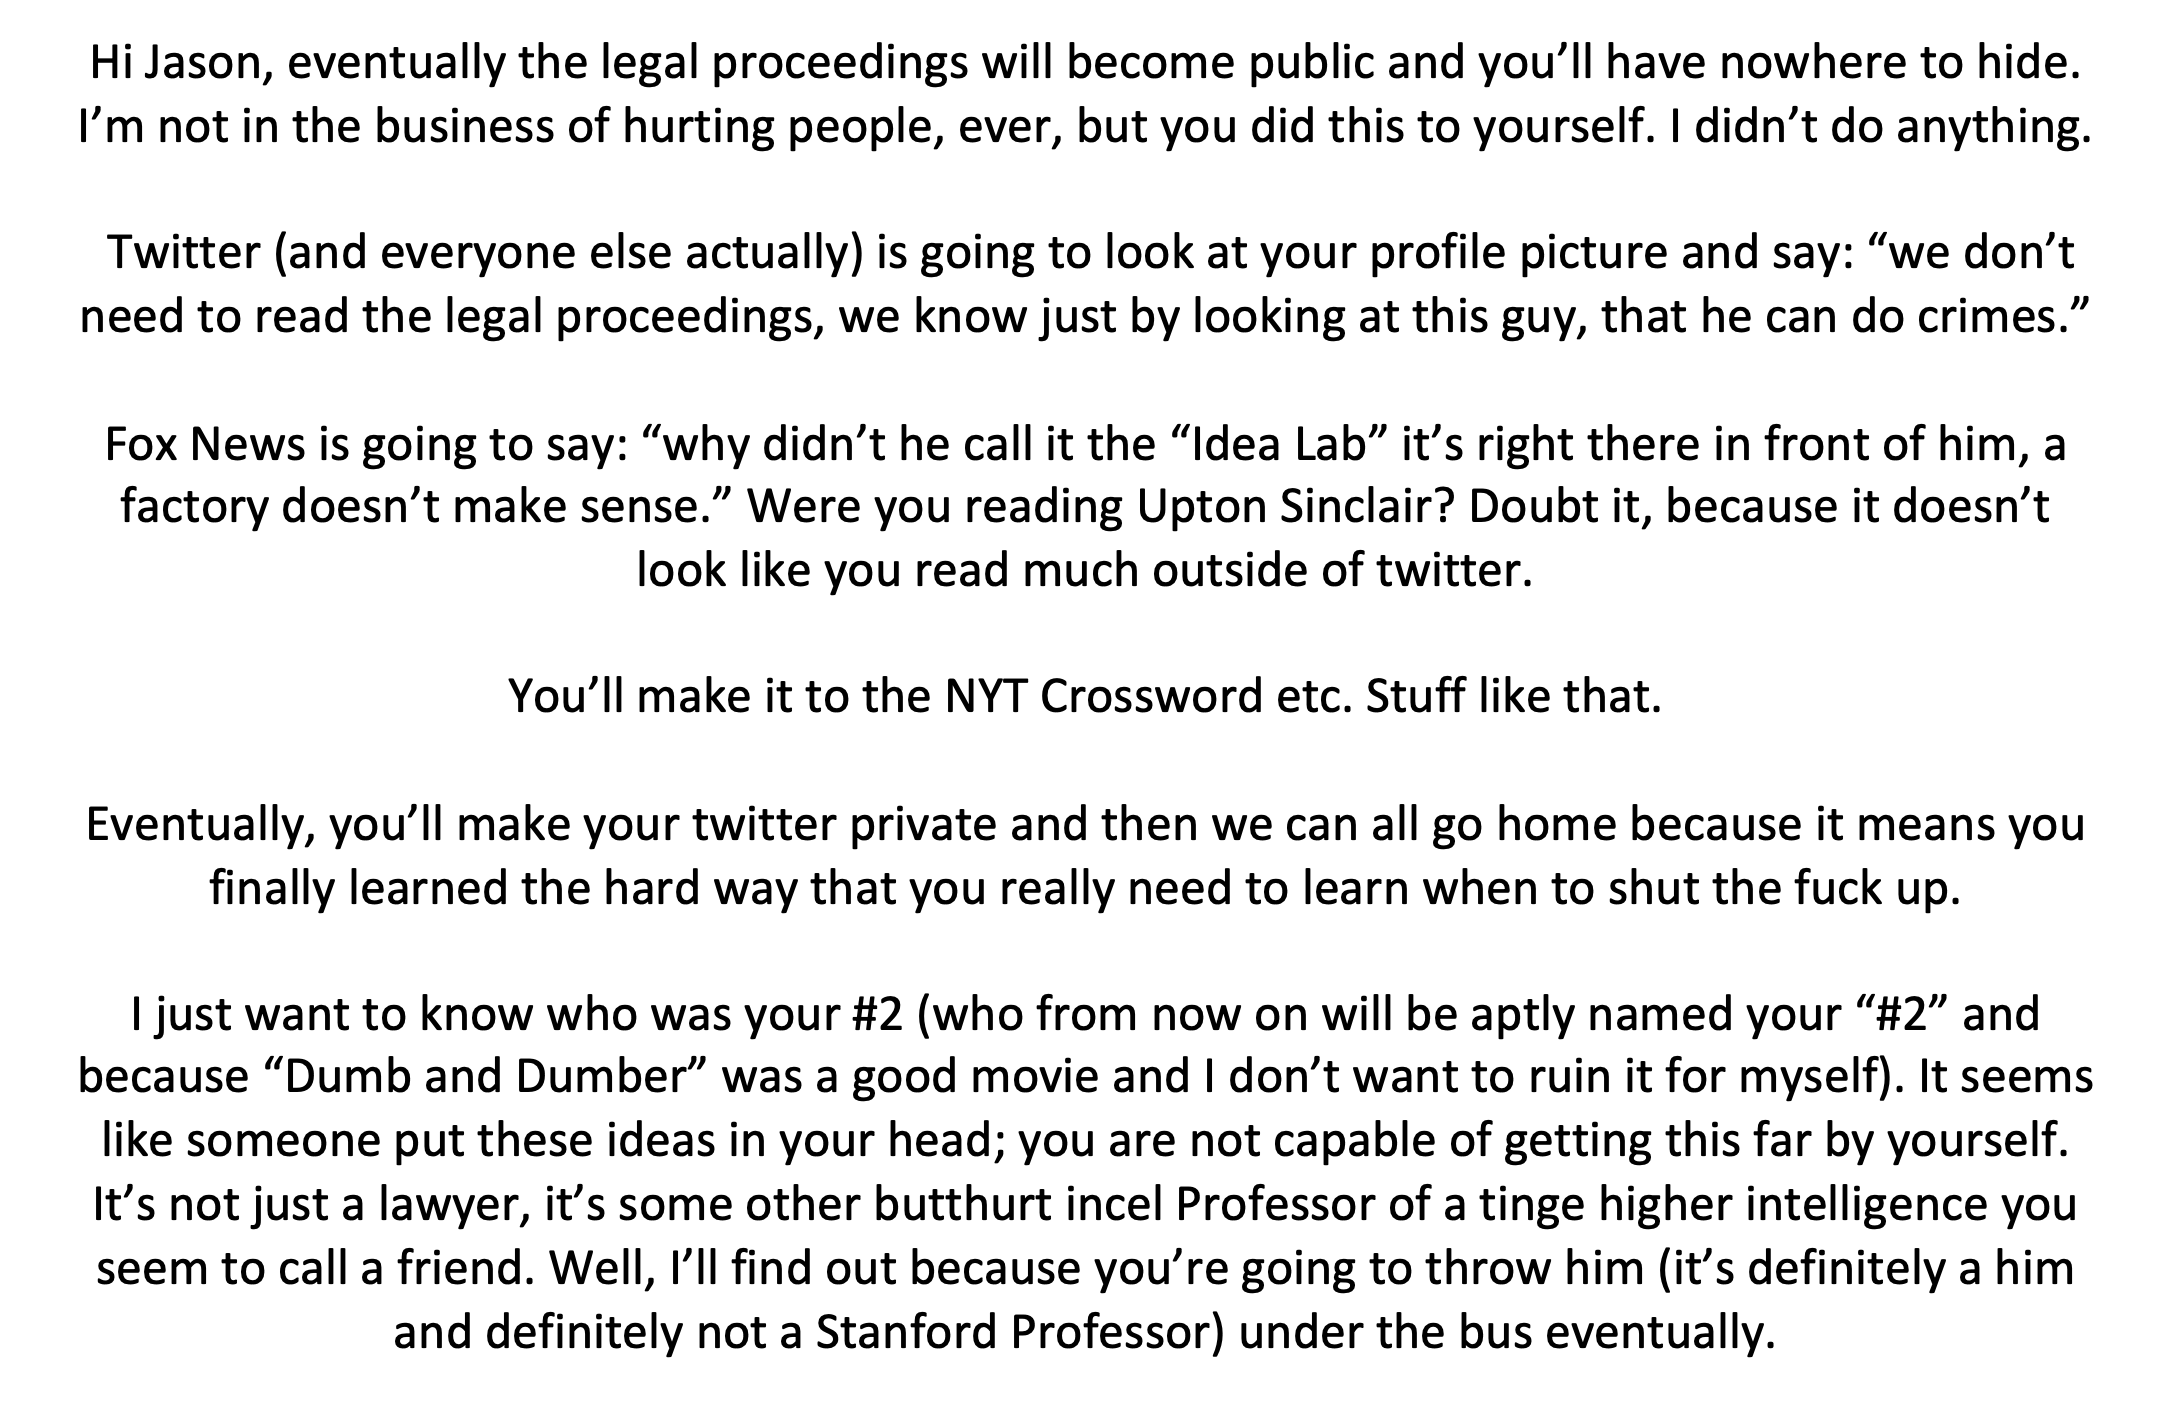 Hi Jason, eventually the legal proceedings will become public and you’ll have nowhere to hide.
I’m not in the business of hurting people, ever, but you did this to yourself. I didn’t do anything.
Twitter (and everyone else actually) is going to look at your profile picture and say: “we don’t
need to read the legal proceedings, we know just by looking at this guy, that he can do crimes.”
Fox News is going to say: “why didn’t he call it the “Idea Lab” it’s right there in front of him, a
factory doesn’t make sense.” Were you reading Upton Sinclair? Doubt it, because it doesn’t
look like you read much outside of twitter.
You’ll make it to the NYT Crossword etc. Stuff like that.
Eventually, you’ll make your twitter private and then we can all go home because it means you
finally learned the hard way that you really need to learn when to shut the fuck up.
I just want to know who was your #2 (who from now on will be aptly named your “#2” and
because “Dumb and Dumber” was a good movie and I don’t want to ruin it for myself). It seems
like someone put these ideas in your head; you are not capable of getting this far by yourself.
It’s not just a lawyer, it’s some other butthurt incel Professor of a tinge higher intelligence you
seem to call a friend. Well, I’ll find out because you’re going to throw him (it’s definitely a him
and definitely not a Stanford Professor) under the bus eventually.